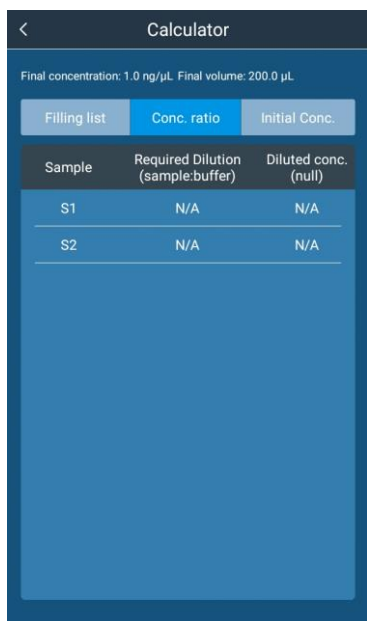 Calculator
Final concentration: 1.0 ng/μL Final volume: 200.0 μL
Filling list Conc. ratio Initial Conc.
Sample Required Dilution (sample:buffer) Diluted conc. (null)
S1 N/A N/A
S2 N/A N/A